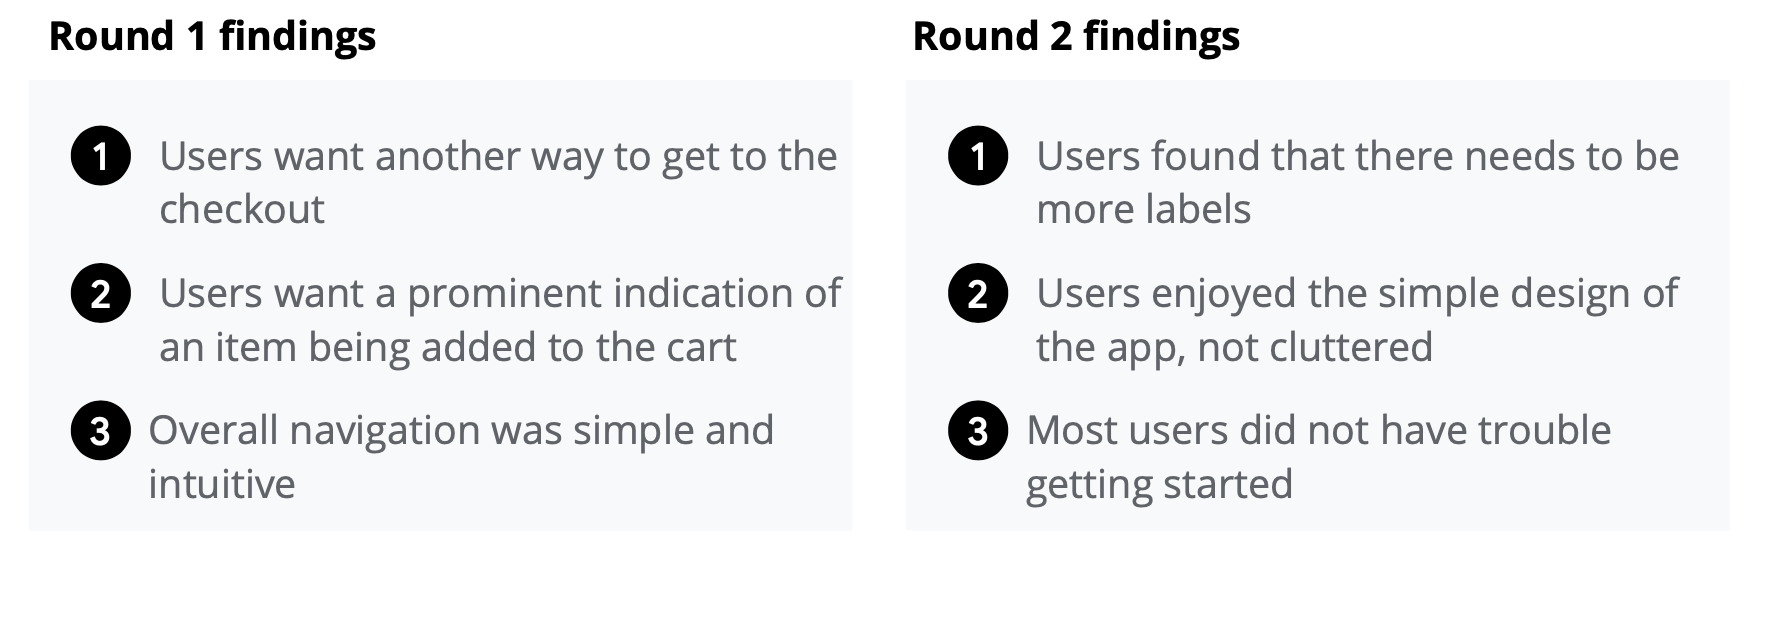 Round 1 findings
1 Users want another way to get to the
checkout
2 Users want a prominent indication of
an item being added to the cart
3 Overall navigation was simple and
intuitive
Round 2 findings
1 Users found that there needs to be
more labels
2 Users enjoyed the simple design of
the app, not cluttered
3 Most users did not have trouble
getting started